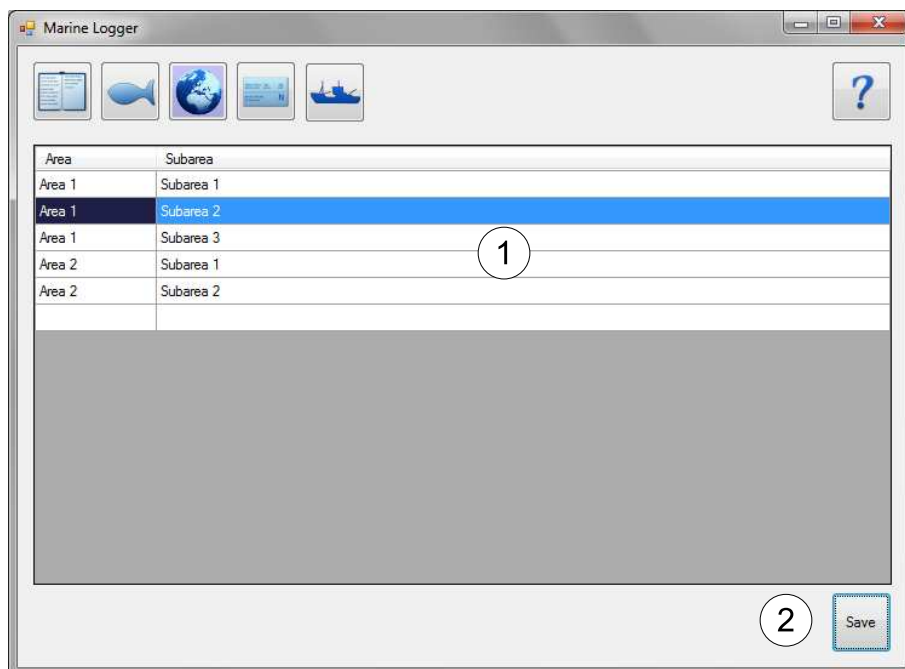 Marine Logger
?
Area Subarea
Area 1 Subarea 1
Area 1 Subarea 2
Area 1 Subarea 3
1
Area 2 Subarea 1
Area 2 Subarea 2
2
Save